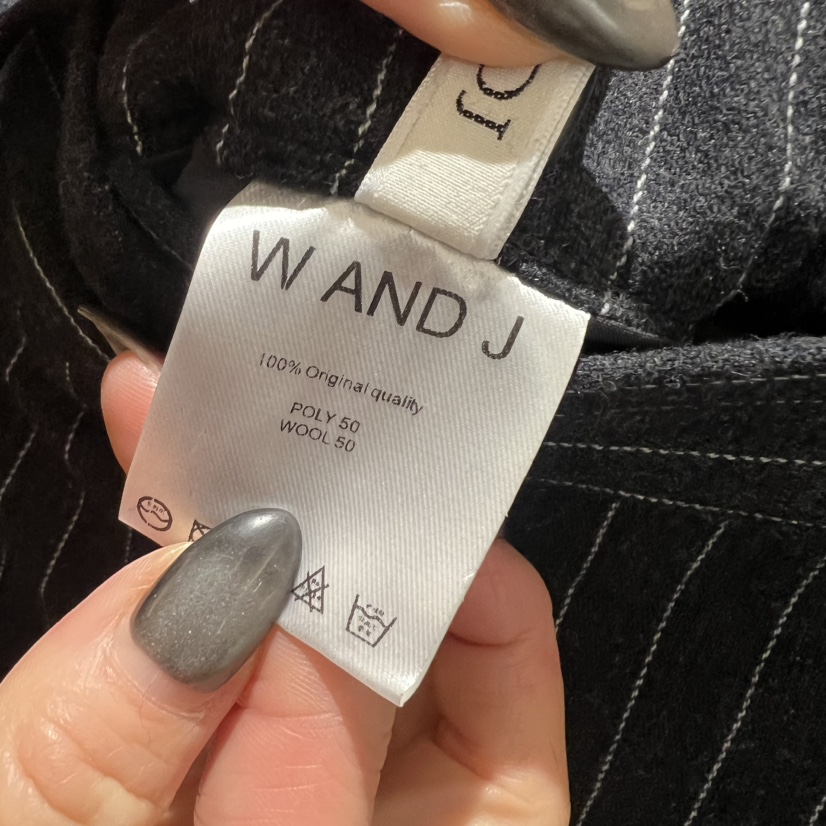 W AND J
100% Original quality
POLY 50
WOOL 50